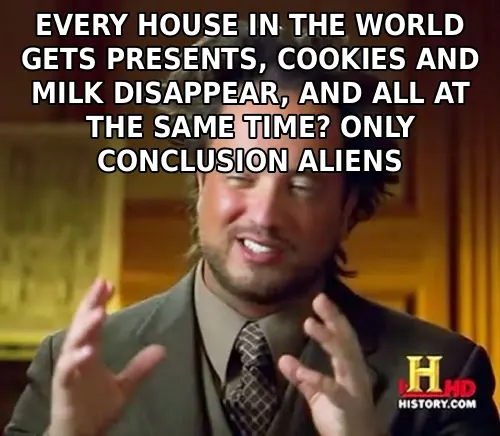 EVERY HOUSE IN THE WORLD
GETS PRESENTS, COOKIES AND
MILK DISAPPEAR, AND ALL AT
THE SAME TIME? ONLY
CONCLUSION ALIENS
H HD
HISTORY.COM